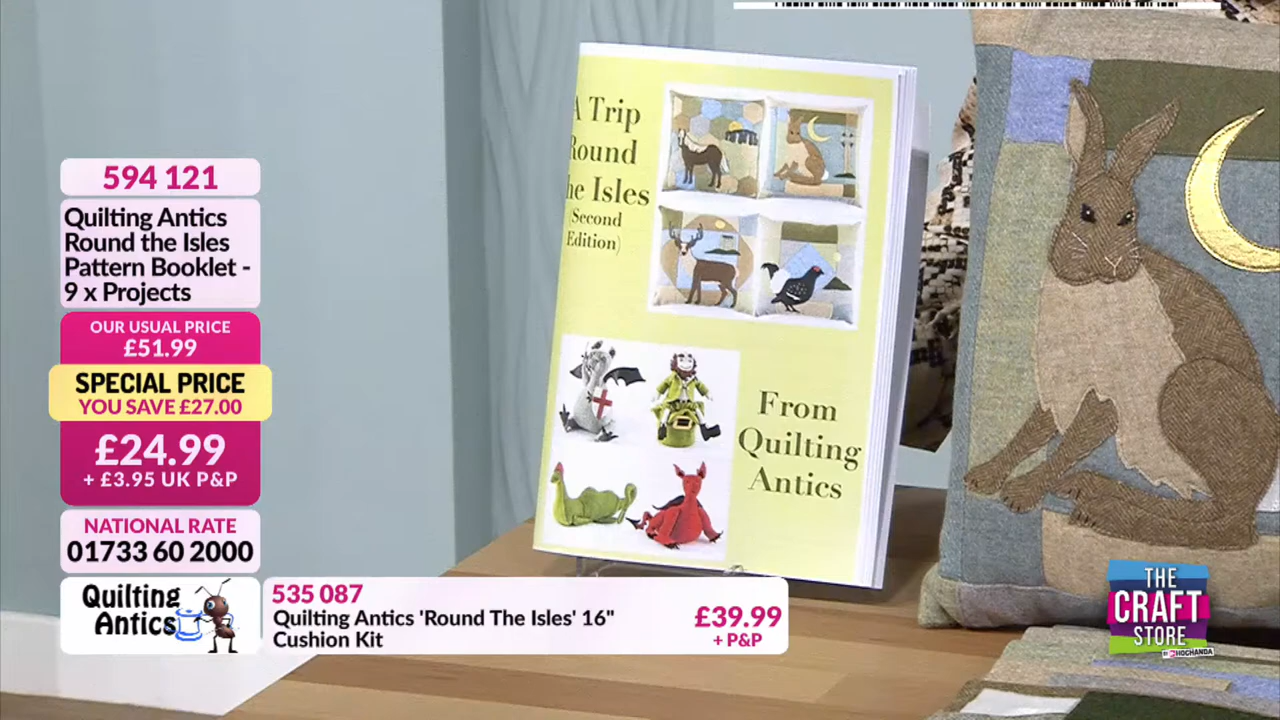 594 121
Quilting Antics
Round the Isles
Pattern Booklet -
9 x Projects
OUR USUAL PRICE
£51.99
SPECIAL PRICE
YOU SAVE £27.00
£24.99
+ £3.95 UK P&P
NATIONAL RATE
01733 60 2000
Quilting
Antics
535 087
Quilting Antics 'Round The Isles' 16"
Cushion Kit
£39.99
+ P&P
A Trip
Round
he Isles
(Second
Edition)
From
Quilting
Antics
THE
CRAFT
STORE
BY HOCHANDA